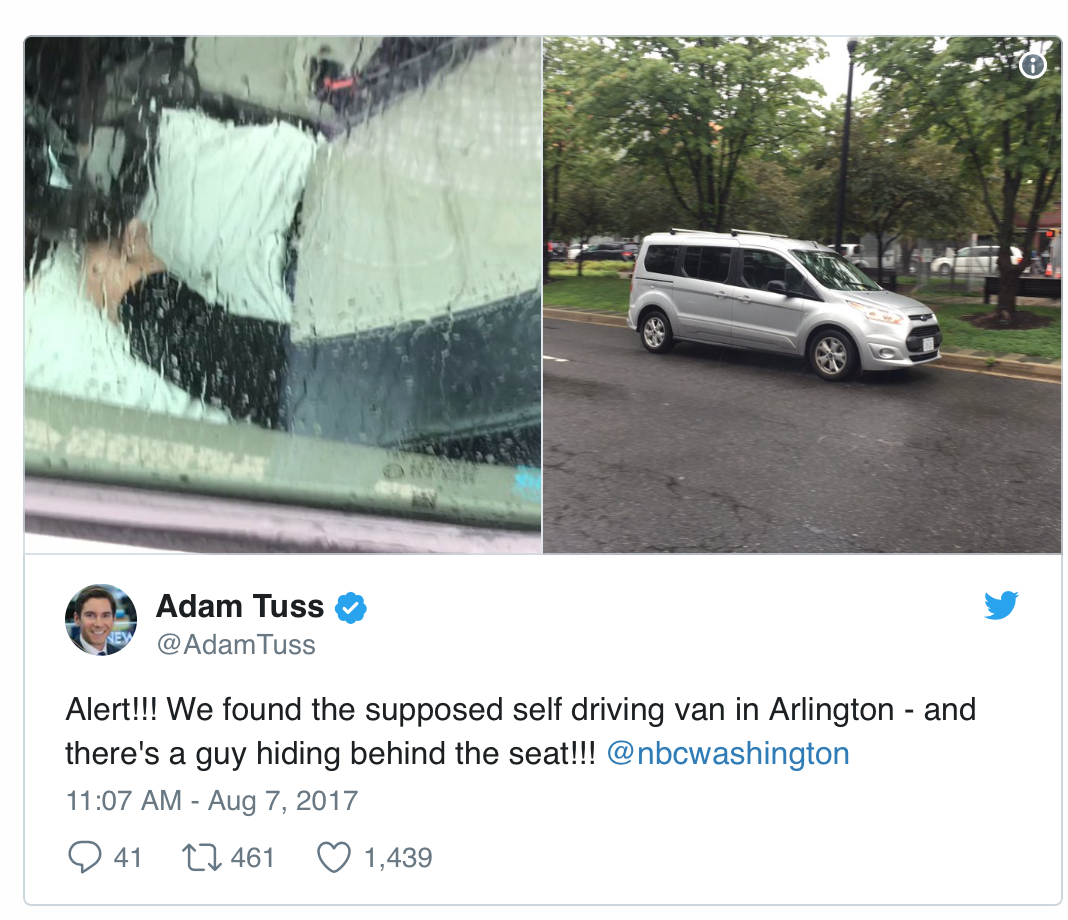 NEW
Adam Tuss
@AdamTuss
Alert!!! We found the supposed self driving van in Arlington - and
there's a guy hiding behind the seat!!! @nbcwashington
11:07 AM - Aug 7, 2017
41 461 1,439